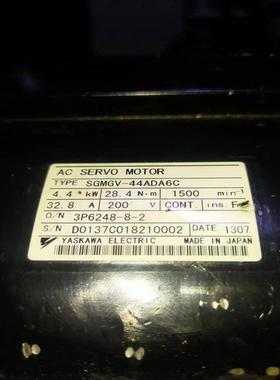 AC SERVO MOTOR
TYPE SGMGV-44ADA6C
4.4 kW 28.4 N-m 1500 min-1
32.8 A 200 V CONT. ins. F
O/N 3P6248-8-2
S/N D0137C018210002 1307
YASKAWA ELECTRIC MADE IN JAPAN